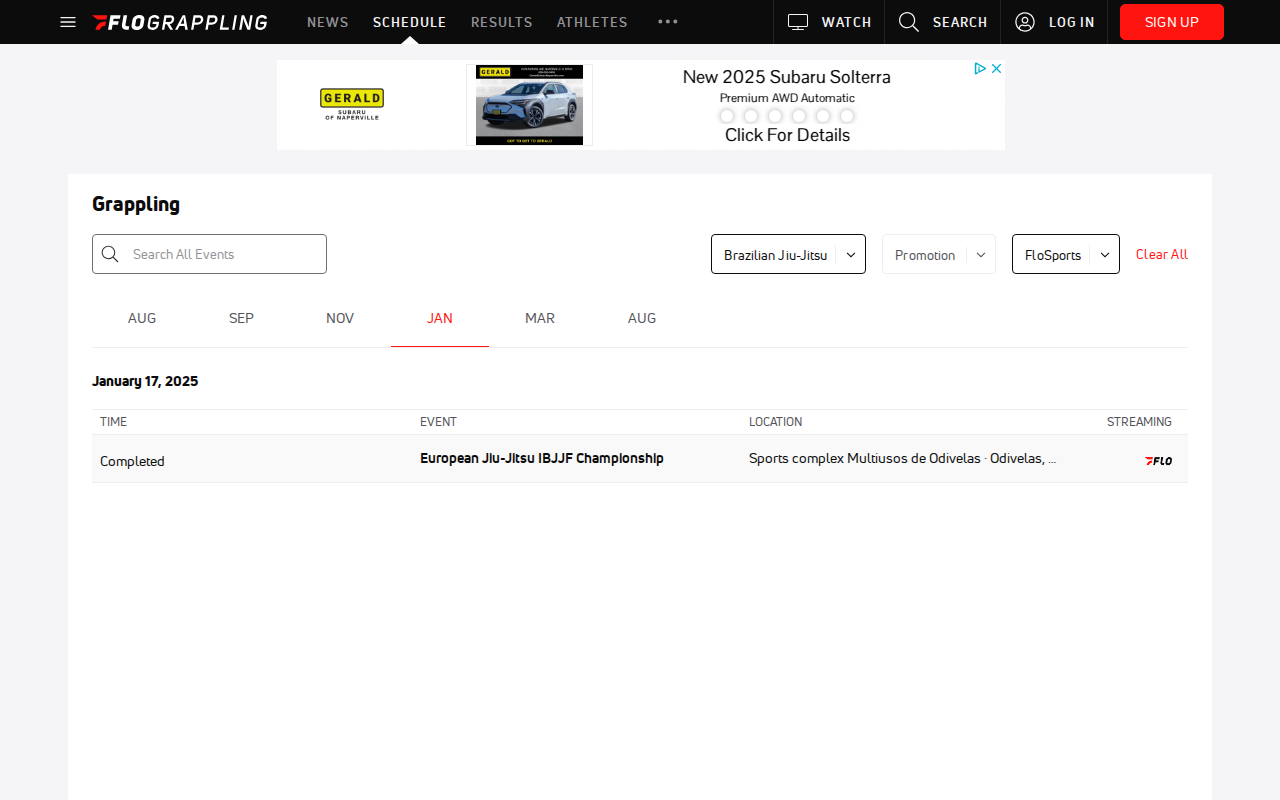 FLOGRAPPLING NEWS SCHEDULE RESULTS ATHLETES ••• WATCH SEARCH LOG IN SIGN UP
GERALD
SUBARU
OF NAPERVILLE
GERALD
New 2025 Subaru Solterra
Premium AWD Automatic
Click For Details
Grappling
Search All Events Brazilian Jiu-Jitsu Promotion FloSports Clear All
AUG SEP NOV JAN MAR AUG
January 17, 2025
TIME EVENT LOCATION STREAMING
Completed European Jiu-Jitsu IBJJF Championship Sports complex Multiusos de Odivelas · Odivelas, ... FLO